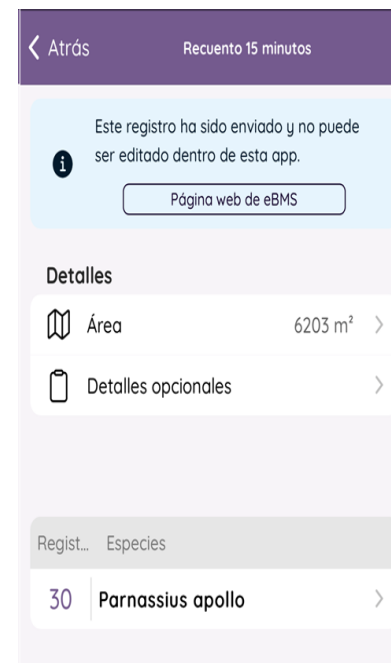 Atrás
Recuento 15 minutos
Este registro ha sido enviado y no puede
ser editado dentro de esta app.
Página web de eBMS
Detalles
Área 6203 m²
Detalles opcionales
Regist... Especies
30 Parnassius apollo